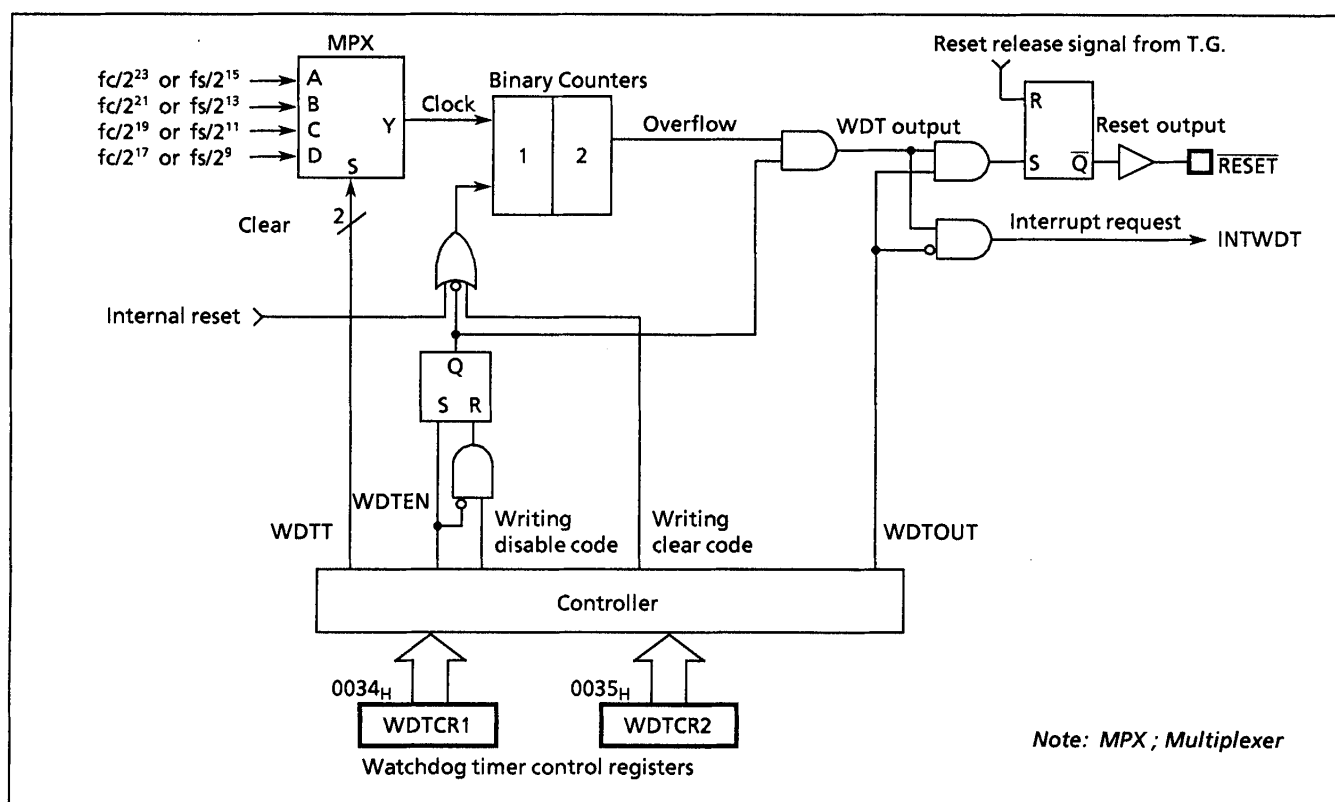 MPX
Reset release signal from T.G.
fc/2²³ or fs/2¹⁵
fc/2²¹ or fs/2¹³
fc/2¹⁹ or fs/2¹¹
fc/2¹⁷ or fs/2⁹
A
B
C
D
Y
S
Clock
Binary Counters
1
2
Overflow
WDT output
R
S
Q̅
Reset output
R̅E̅S̅E̅T̅
Clear
2
Interrupt request
INTWDT
Internal reset
Q
S R
WDTEN
WDTT
Writing
disable code
Writing
clear code
WDTOUT
Controller
0034H
WDTCR1
0035H
WDTCR2
Watchdog timer control registers
Note: MPX ; Multiplexer